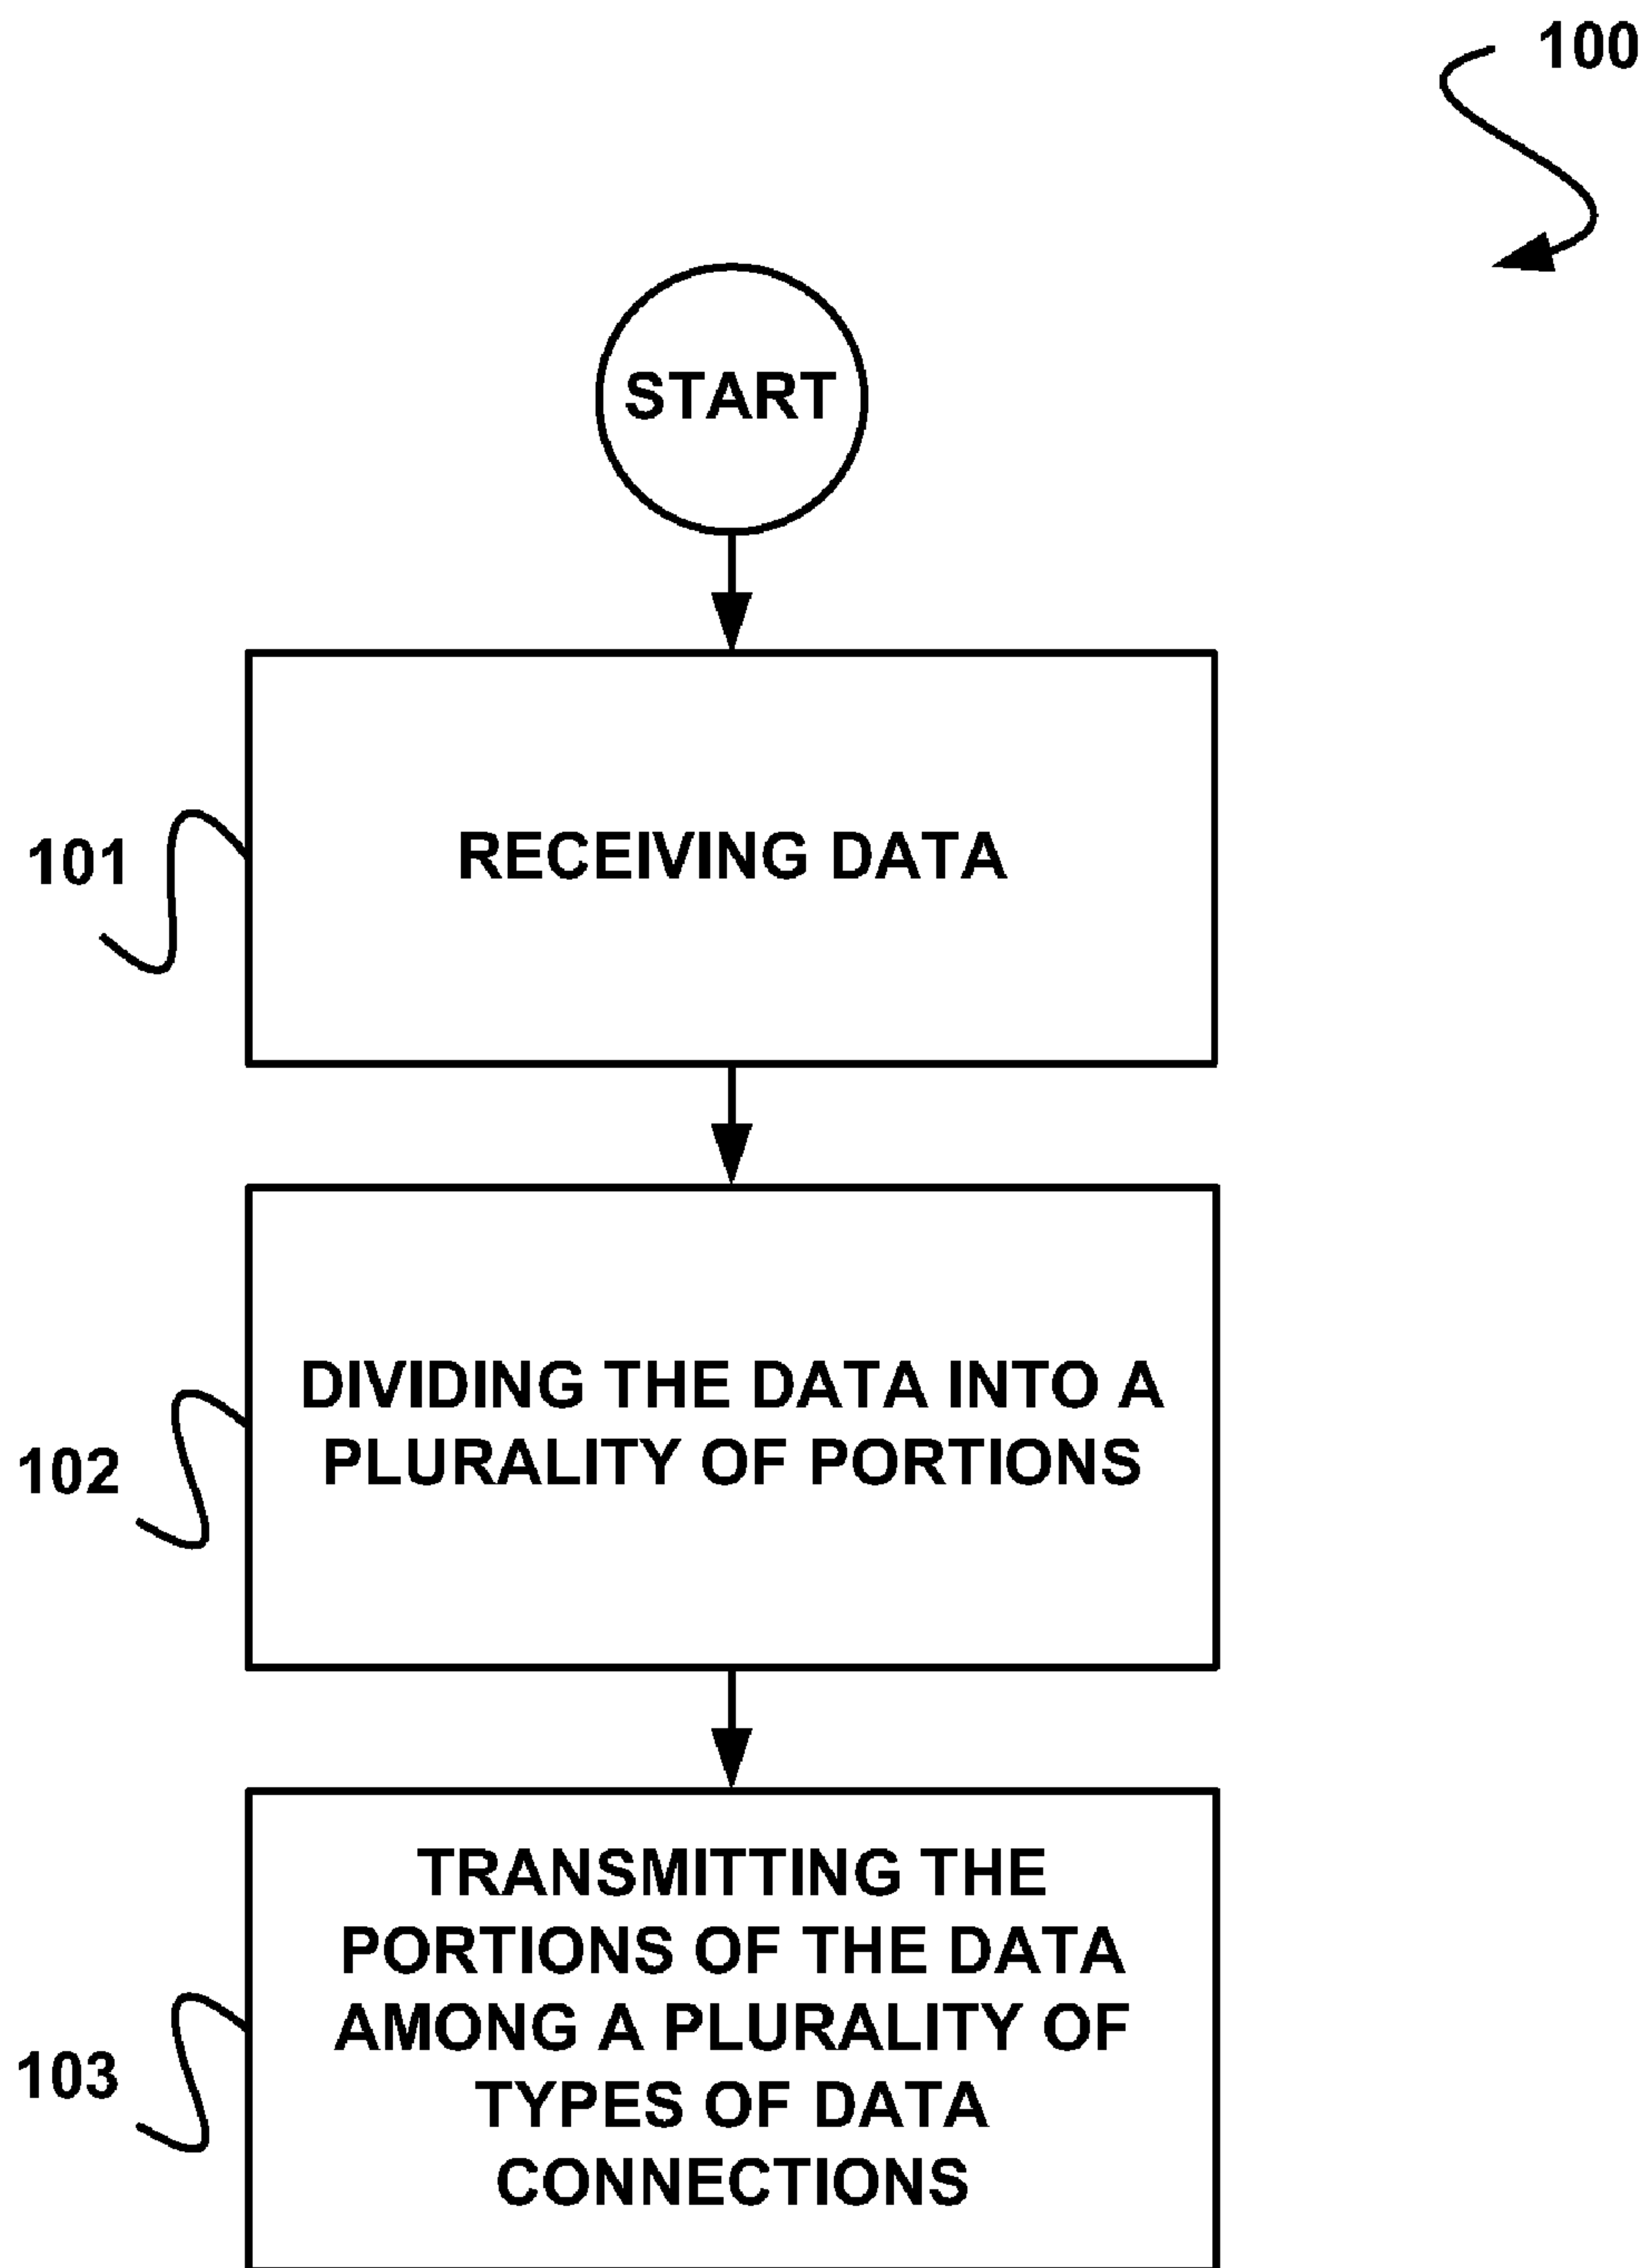 100
START
101
RECEIVING DATA
DIVIDING THE DATA INTO A
PLURALITY OF PORTIONS
102
TRANSMITTING THE
PORTIONS OF THE DATA
AMONG A PLURALITY OF
103
TYPES OF DATA
CONNECTIONS